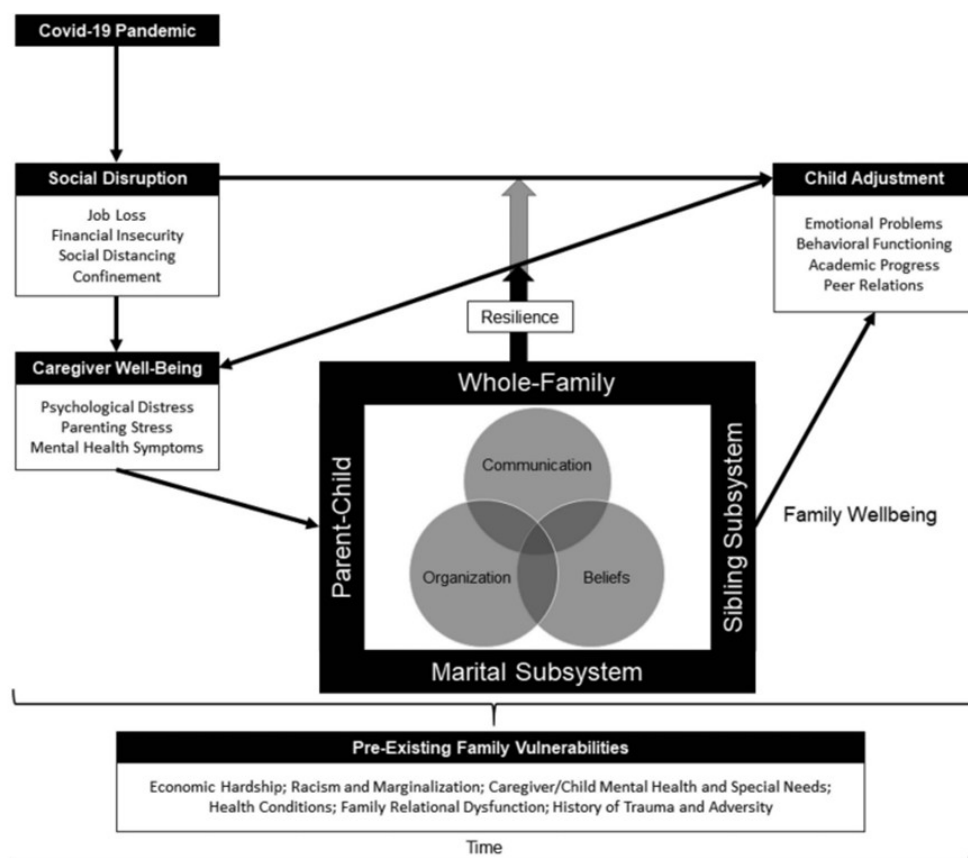 Covid-19 Pandemic
Social Disruption
Job Loss
Financial Insecurity
Social Distancing
Confinement
Child Adjustment
Emotional Problems
Behavioral Functioning
Academic Progress
Peer Relations
Resilience
Caregiver Well-Being
Psychological Distress
Parenting Stress
Mental Health Symptoms
Whole-Family
Parent-Child
Communication
Organization
Beliefs
Sibling Subsystem
Marital Subsystem
Family Wellbeing
Pre-Existing Family Vulnerabilities
Economic Hardship; Racism and Marginalization; Caregiver/Child Mental Health and Special Needs;
Health Conditions; Family Relational Dysfunction; History of Trauma and Adversity
Time